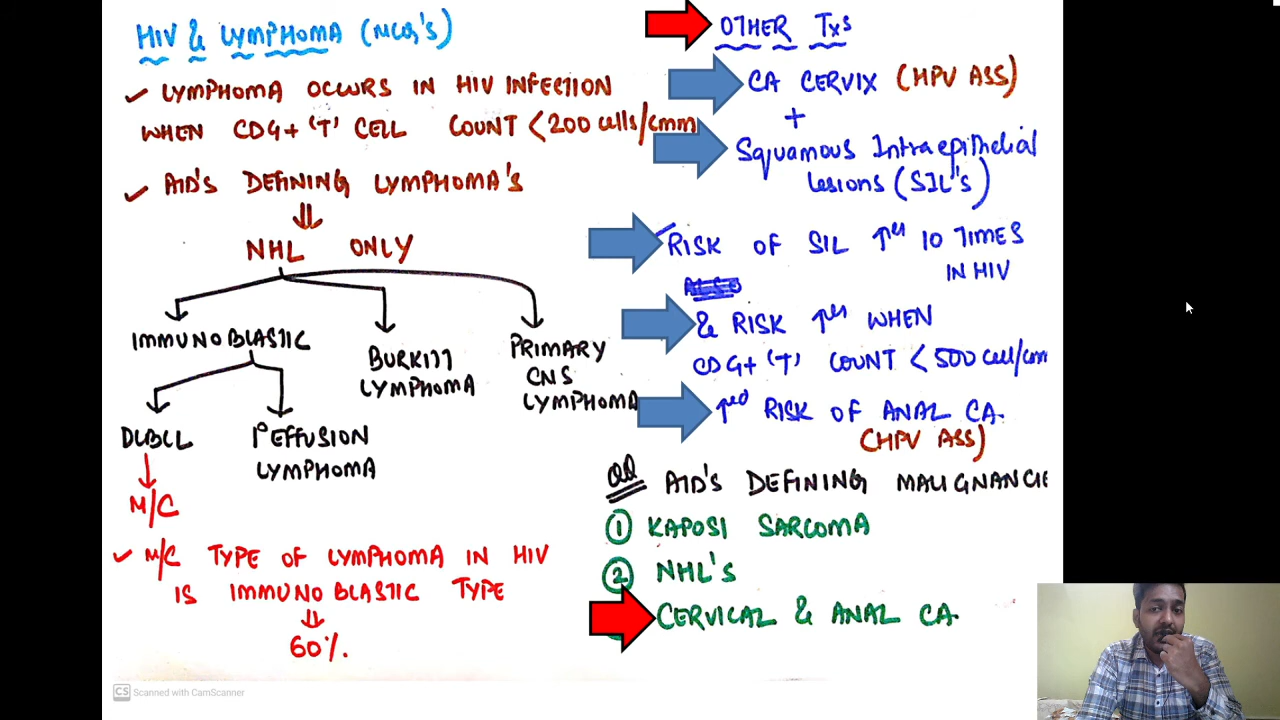 HIV & LYMPHOMA (MCQ'S)
✓ LYMPHOMA OCCURS IN HIV INFECTION
WHEN CD4+ 'T' CELL COUNT <200 cells/cmm
✓ AID'S DEFINING LYMPHOMA'S
⇓
NHL ONLY
IMMUNOBLASTIC
BURKITT
LYMPHOMA
PRIMARY
CNS
LYMPHOMA
DLBCL
1° EFFUSION
LYMPHOMA
M/C
✓ M/C TYPE OF LYMPHOMA IN HIV
IS IMMUNOBLASTIC TYPE
⇓
60%.
CS Scanned with CamScanner
OTHER TxS
CA CERVIX (HPV ASS)
+
Squamous Intraepithelial
lesions (SIL's)
RISK OF SIL ↑es 10 TIMES
IN HIV
& RISK ↑es WHEN
CD4+ 'T' COUNT < 500 cell/cmm
↑ed RISK OF ANAL CA.
(HPV ASS)
AID'S DEFINING MALIGNANCIE
① KAPOSI SARCOMA
② NHL'S
CERVICAL & ANAL CA.